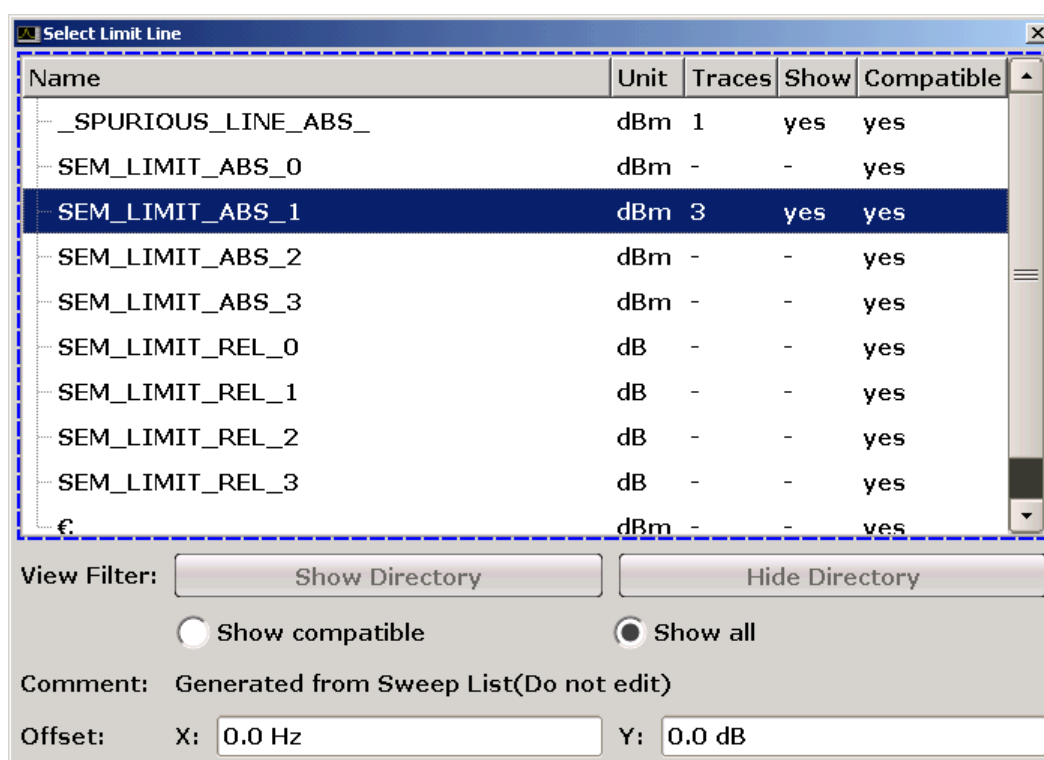 Select Limit Line
Name Unit Traces Show Compatible
_SPURIOUS_LINE_ABS_ dBm 1 yes yes
SEM_LIMIT_ABS_0 dBm - - yes
SEM_LIMIT_ABS_1 dBm 3 yes yes
SEM_LIMIT_ABS_2 dBm - - yes
SEM_LIMIT_ABS_3 dBm - - yes
SEM_LIMIT_REL_0 dB - - yes
SEM_LIMIT_REL_1 dB - - yes
SEM_LIMIT_REL_2 dB - - yes
SEM_LIMIT_REL_3 dB - - yes
dBm - - yes
View Filter: Show Directory Hide Directory
Show compatible Show all
Comment: Generated from Sweep List(Do not edit)
Offset: X: 0.0 Hz Y: 0.0 dB